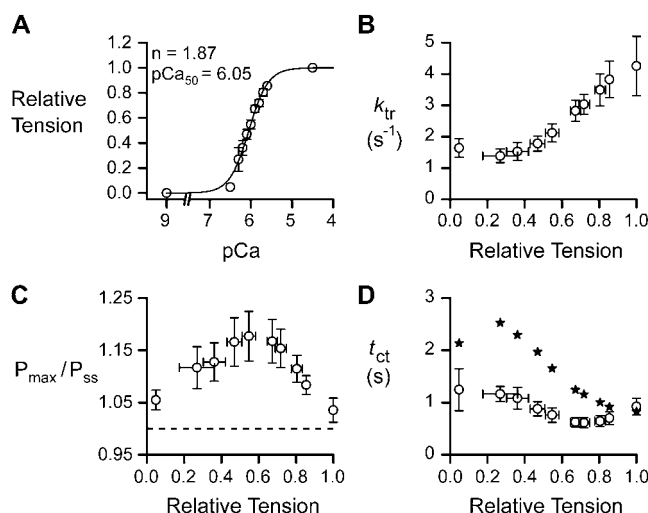 A
n = 1.87
pCa50 = 6.05
Relative
Tension
1.2
1.0
0.8
0.6
0.4
0.2
0.0
9 7 6 5 4
pCa
B
ktr
(s-1)
5
4
3
2
1
0
0.0 0.2 0.4 0.6 0.8 1.0
Relative Tension
C
Pmax/Pss
1.25
1.15
1.05
0.95
0.0 0.2 0.4 0.6 0.8 1.0
Relative Tension
D
tct
(s)
3
2
1
0
0.0 0.2 0.4 0.6 0.8 1.0
Relative Tension